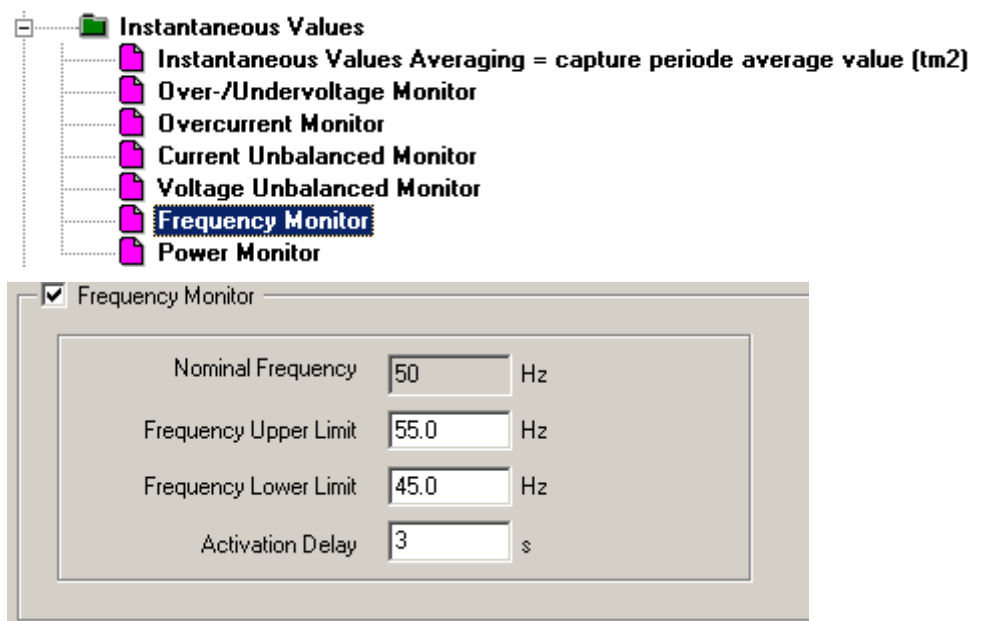 Instantaneous Values
Instantaneous Values Averaging = capture periode average value (tm2)
Over-/Undervoltage Monitor
Overcurrent Monitor
Current Unbalanced Monitor
Voltage Unbalanced Monitor
Frequency Monitor
Power Monitor
Frequency Monitor
Nominal Frequency 50 Hz
Frequency Upper Limit 55.0 Hz
Frequency Lower Limit 45.0 Hz
Activation Delay 3 s